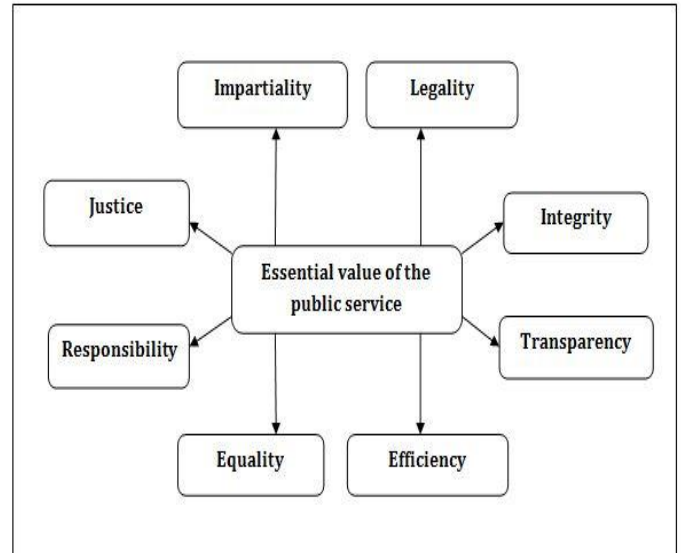 Impartiality
Legality
Justice
Integrity
Essential value of the
public service
Responsibility
Transparency
Equality
Efficiency